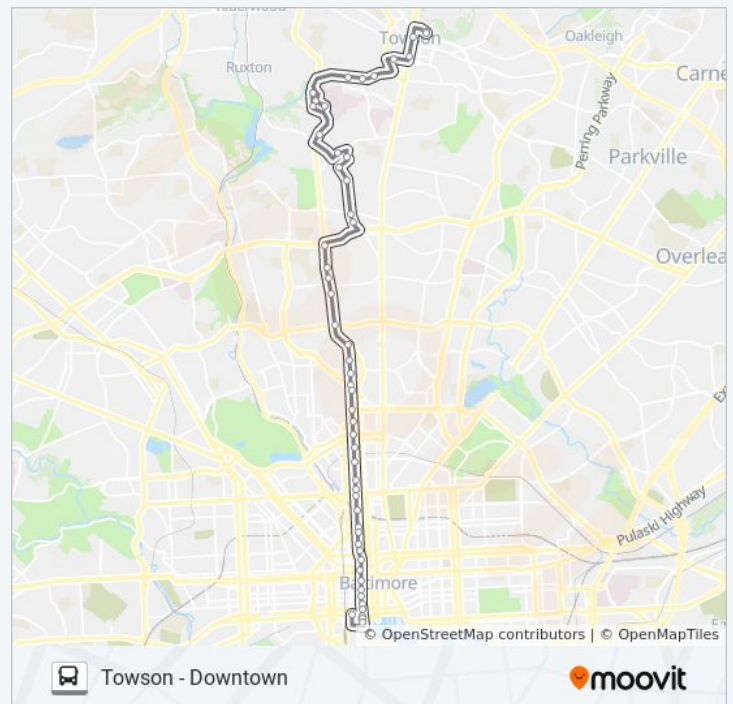 Riderwood
Towson
Oakleigh
Ruxton
Carne
Perring Parkway
Parkville
Overlea
Pulaski Highway
Baltimore
© OpenStreetMap contributors | © OpenMapTiles
Towson - Downtown
moovit